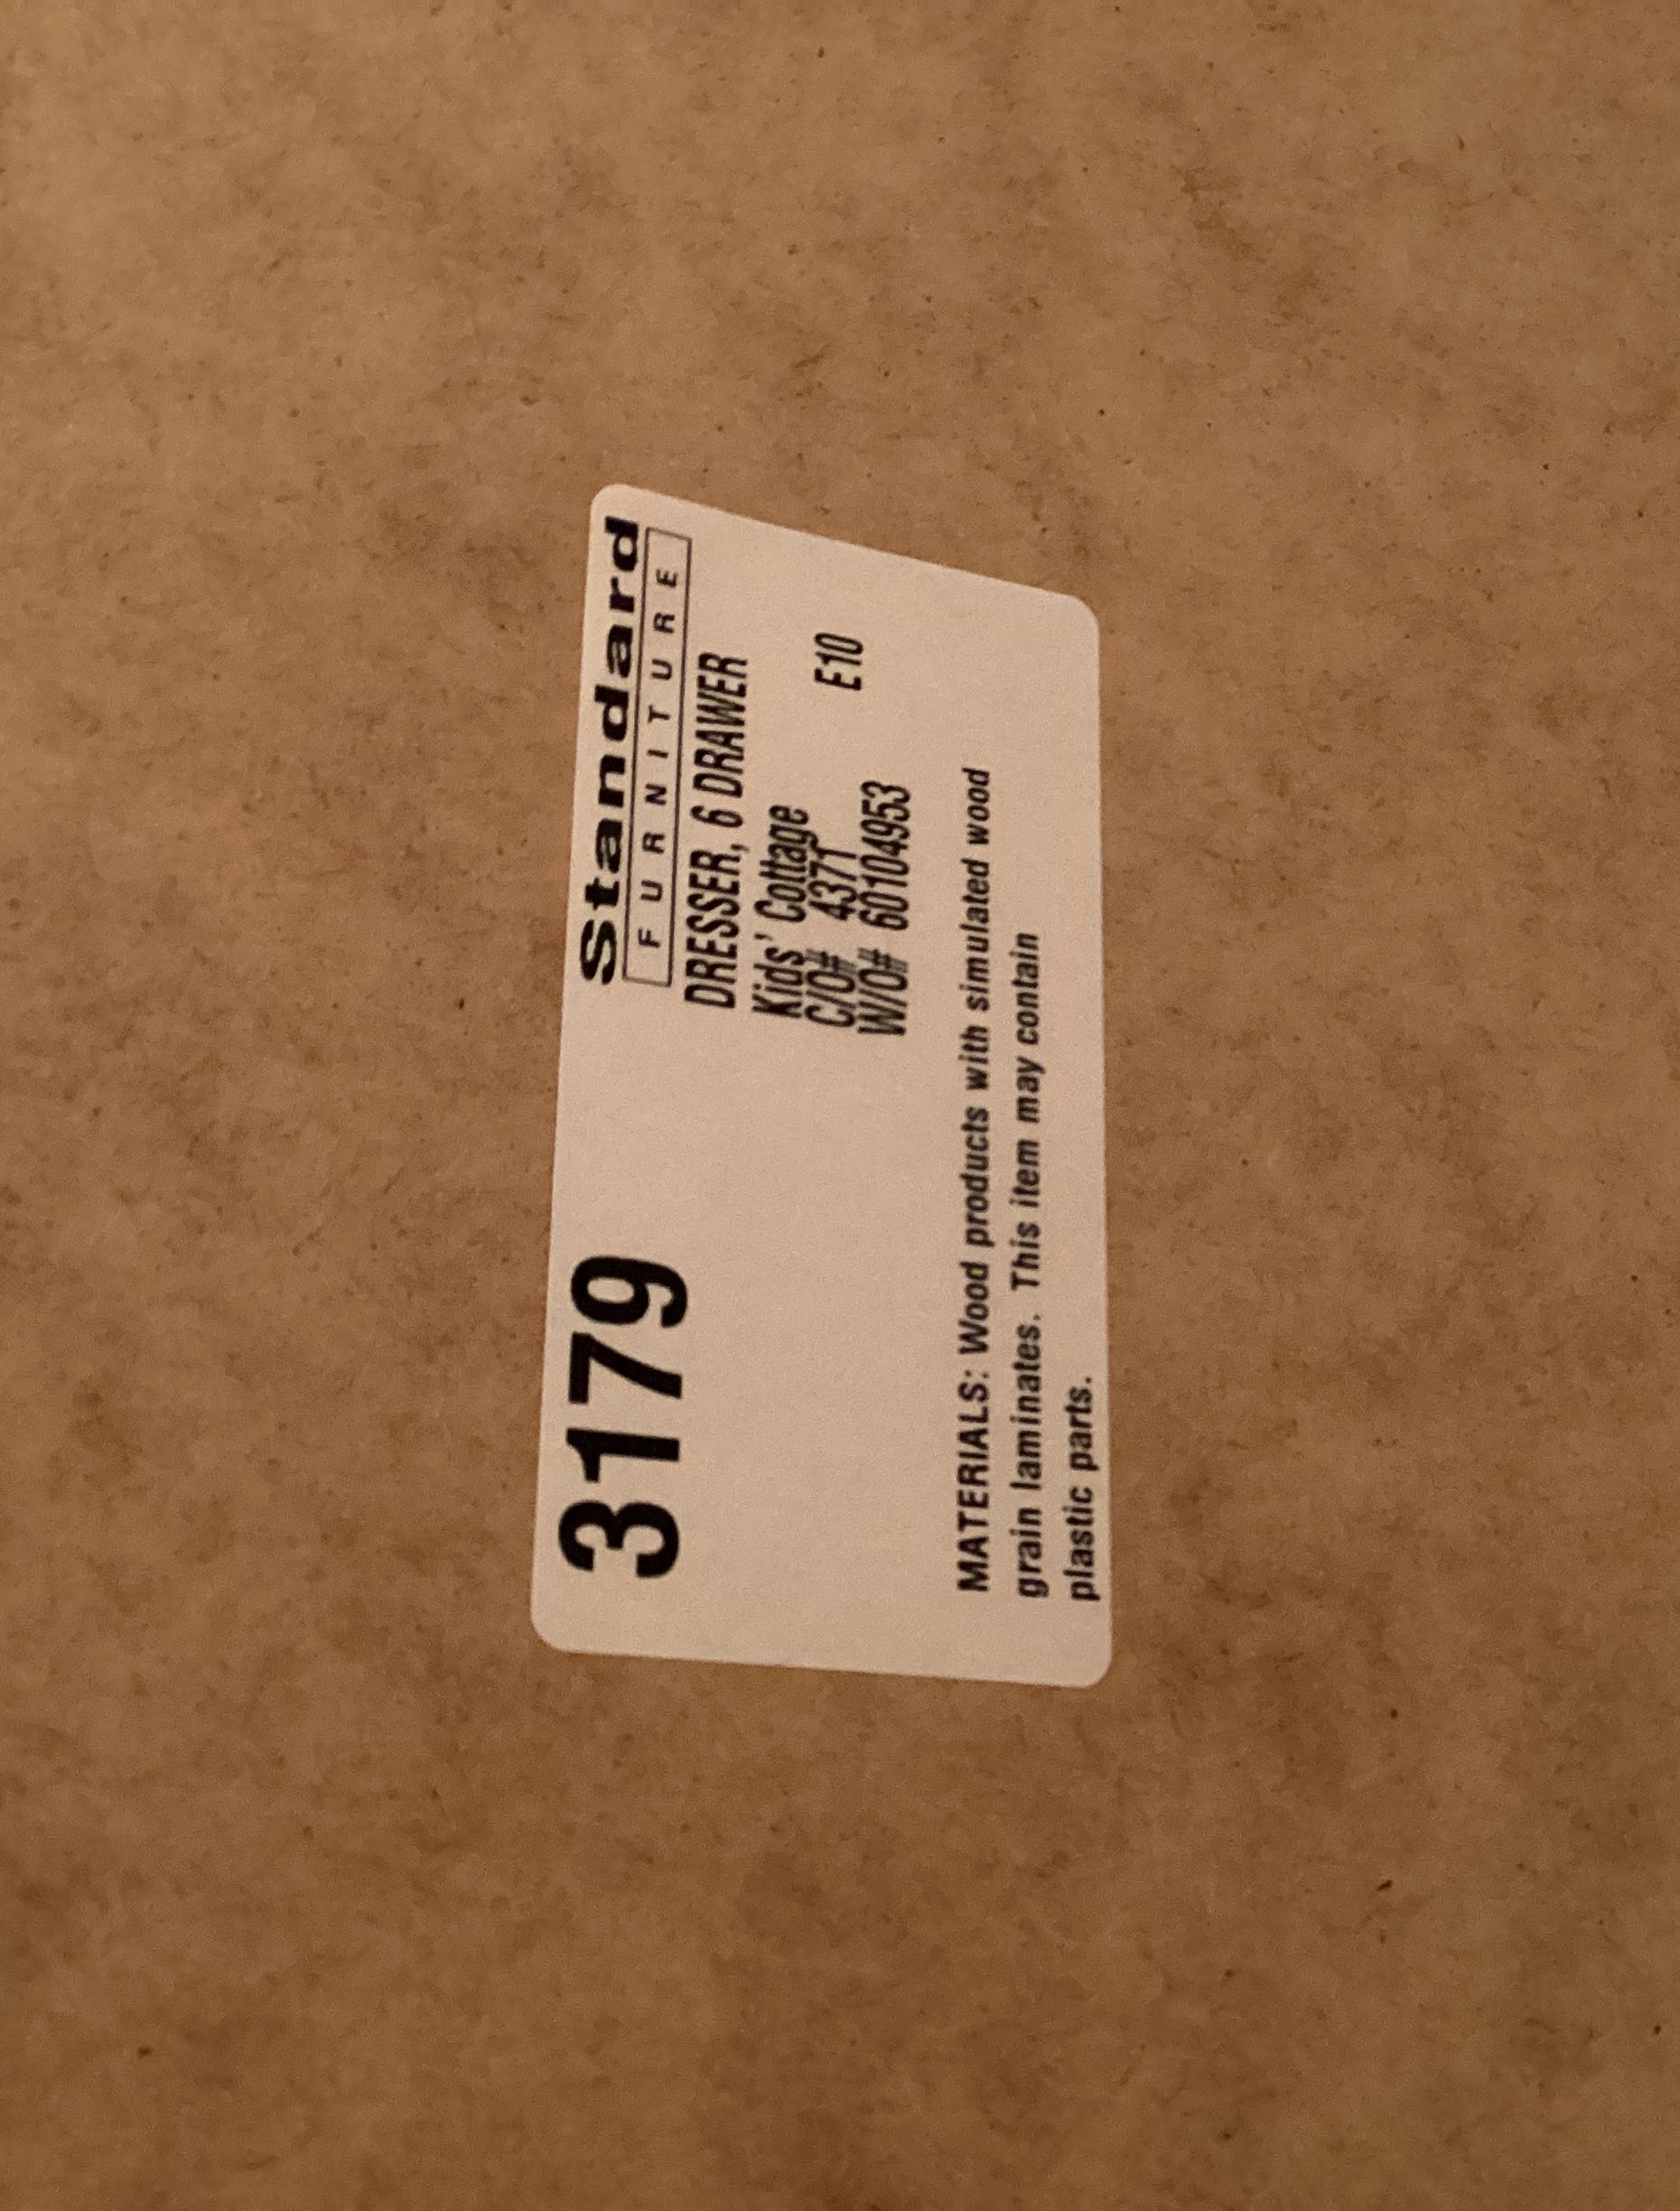 3179
Standard
FURNITURE
DRESSER, 6 DRAWER
Kids' Cottage
C/O# 4371 E10
W/O# 60104953
MATERIALS: Wood products with simulated wood
grain laminates. This item may contain
plastic parts.